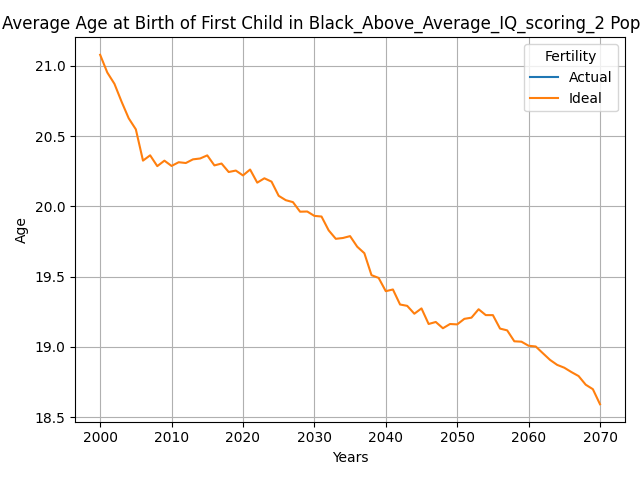 Average Age at Birth of First Child in Black_Above_Average_IQ_scoring_2 Pop
Fertility
Actual
Ideal
21.0
20.5
20.0
19.5
19.0
18.5
Age
2000 2010 2020 2030 2040 2050 2060 2070
Years